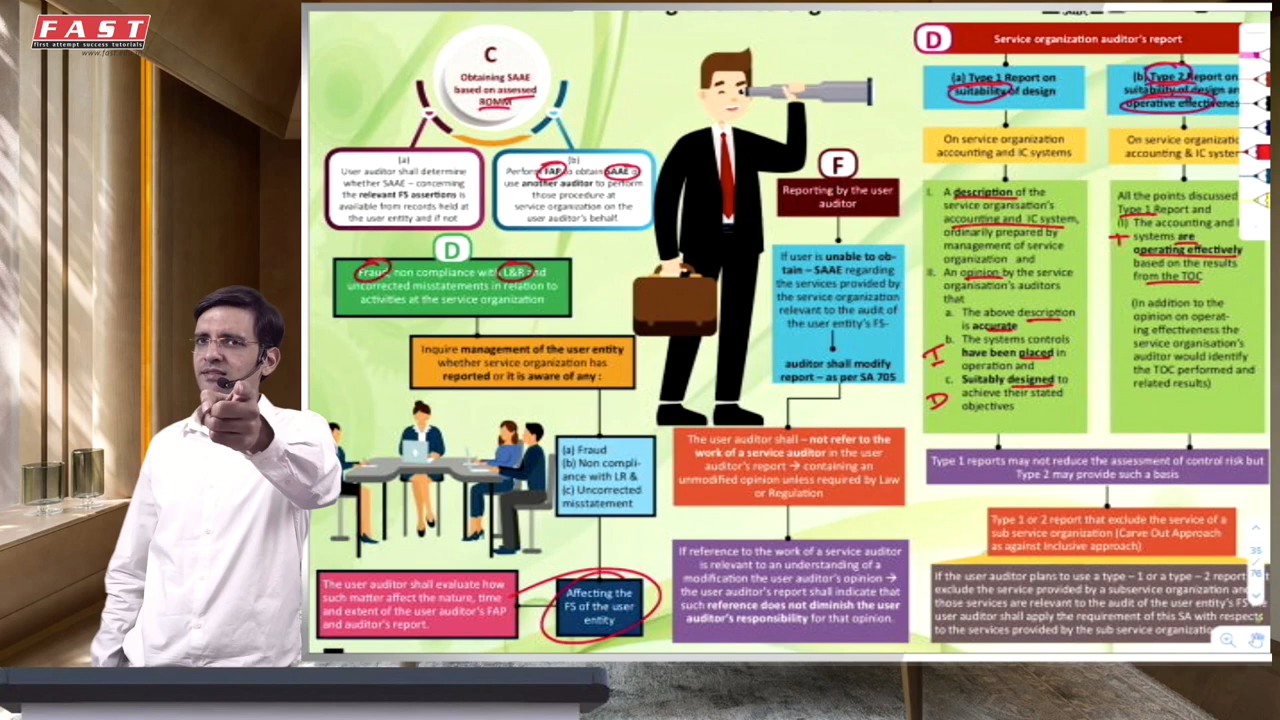 FAST
first attempt success tutorials
C
Obtaining SAAE
based on assessed
ROMM
(a)
User auditor shall determine
whether SAAE – concerning
the relevant FS assertions is
available from records held at
the user entity and if not
(b)
Perform FAP to obtain SAAE
use another auditor to perform
those procedure at
service organization on the
user auditor's behalf.
D
Fraud, non compliance with L&R and
uncorrected misstatements in relation to
activities at the service organization
Inquire management of the user entity
whether service organization has
reported or it is aware of any :
(a) Fraud
(b) Non compli-
ance with LR &
(c) Uncorrected
misstatement
Affecting the
FS of the user
entity
The user auditor shall evaluate how
such matter affect the nature, time
and extent of the user auditor's FAP
and auditor's report.
F
Reporting by the user
auditor
If user is unable to ob-
tain – SAAE regarding
the services provided by
the service organization
relevant to the audit of
the user entity's FS-
auditor shall modify
report – as per SA 705
The user auditor shall – not refer to the
work of a service auditor in the user
auditor's report → containing an
unmodified opinion unless required by Law
or Regulation
If reference to the work of a service auditor
is relevant to an understanding of a
modification the user auditor's opinion →
the user auditor's report shall indicate that
such reference does not diminish the user
auditor's responsibility for that opinion.
D
Service organization auditor's report
(a) Type 1 Report on
suitability of design
(b) Type 2 Report on
suitability of design an
operative effectivenes
On service organization
accounting and IC systems
On service organizatio
accounting & IC system
I. A description of the
service organisation's
accounting and IC system,
ordinarily prepared by
management of service
organization and
II. An opinion by the service
organisation's auditors
that
a. The above description
is accurate
b. The systems controls
have been placed in
operation and
c. Suitably designed to
achieve their stated
objectives
I
D
All the points discussed
Type 1 Report and
(i) The accounting and
+ systems are
operating effectively
based on the results
from the TOC
(In addition to the
opinion on operat-
ing effectiveness the
service organisation's
auditor would identify
the TOC performed and
related results)
Type 1 reports may not reduce the assessment of control risk but
Type 2 may provide such a basis
Type 1 or 2 report that exclude the service of a
sub service organization (Carve Out Approach
as against Inclusive approach)
If the user auditor plans to use a type – 1 or a type – 2 report
exclude the service provided by a subservice organization and
those services are relevant to the audit of the user entity's FS
user auditor shall apply the requirement of this SA with respect
to the services provided by the sub service organizatio
35
76